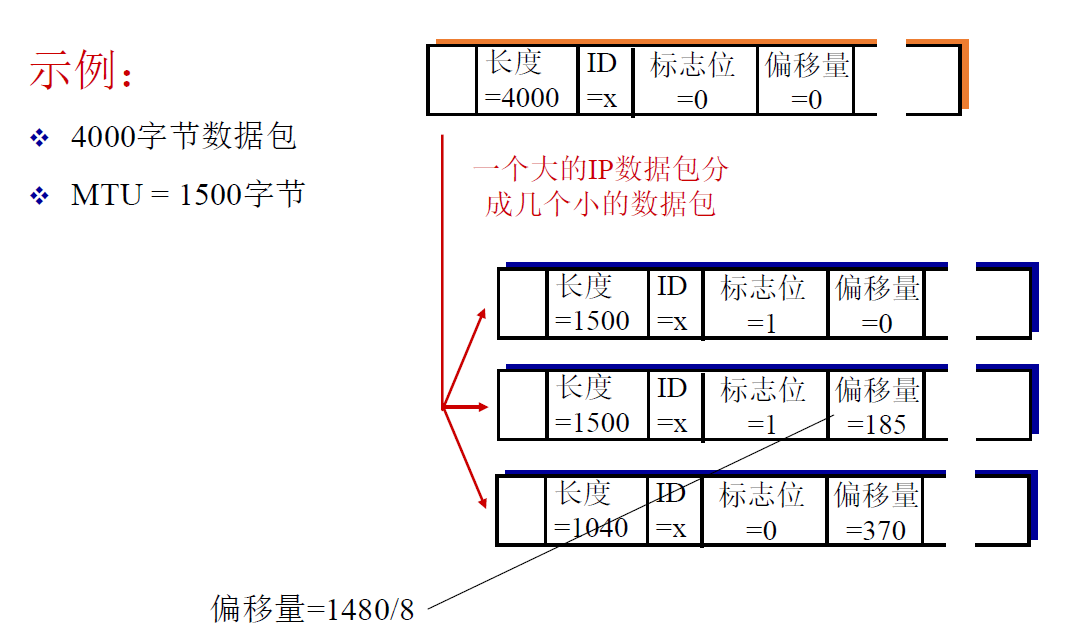 示例：
❖ 4000字节数据包
❖ MTU = 1500字节
长度 ID 标志位 偏移量
=4000 =x =0 =0
一个大的IP数据包分
成几个小的数据包
长度 ID 标志位 偏移量
=1500 =x =1 =0
长度 ID 标志位 偏移量
=1500 =x =1 =185
长度 ID 标志位 偏移量
=1040 =x =0 =370
偏移量=1480/8